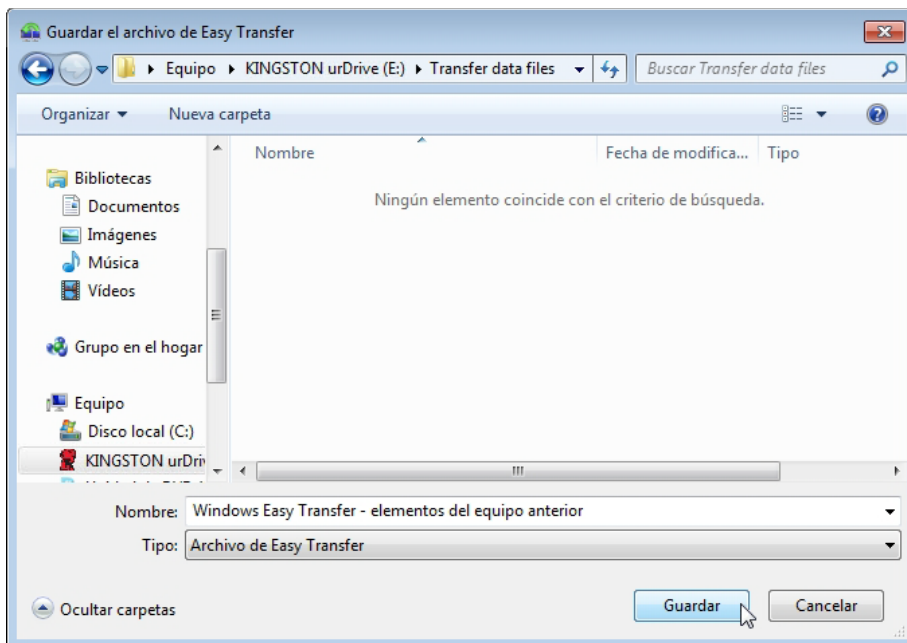 Guardar el archivo de Easy Transfer
Equipo KINGSTON urDrive (E:) Transfer data files Buscar Transfer data files
Organizar Nueva carpeta
Nombre Fecha de modifica... Tipo
Ningún elemento coincide con el criterio de búsqueda.
Bibliotecas
Documentos
Imágenes
Música
Vídeos
Grupo en el hogar
Equipo
Disco local (C:)
KINGSTON urDriv
Nombre: Windows Easy Transfer - elementos del equipo anterior
Tipo: Archivo de Easy Transfer
Ocultar carpetas Guardar Cancelar